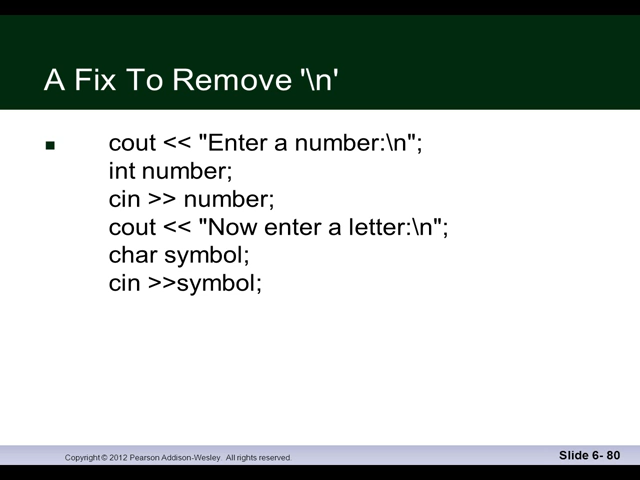 A Fix To Remove '\n'
cout << "Enter a number:\n";
int number;
cin >> number;
cout << "Now enter a letter:\n";
char symbol;
cin >>symbol;
Copyright © 2012 Pearson Addison-Wesley. All rights reserved.
Slide 6- 80